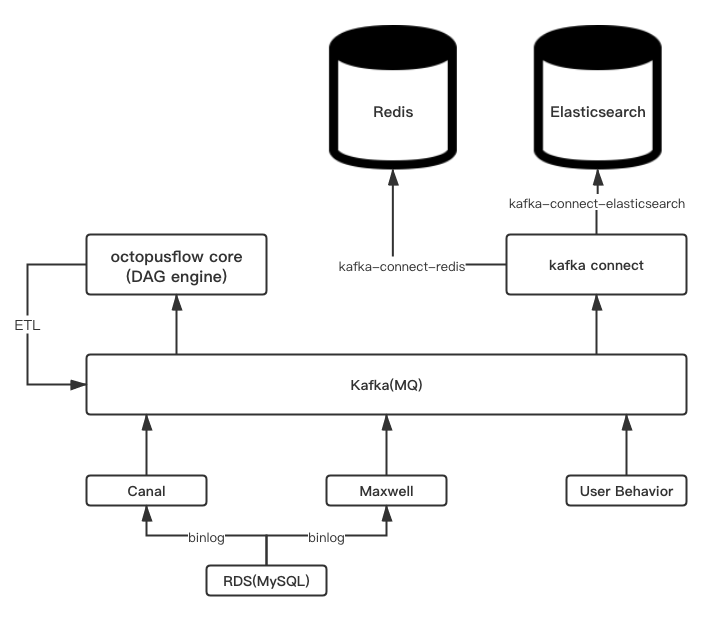 Redis
Elasticsearch
kafka-connect-elasticsearch
octopusflow core
(DAG engine)
kafka-connect-redis
kafka connect
ETL
Kafka(MQ)
Canal
Maxwell
User Behavior
binlog
binlog
RDS(MySQL)